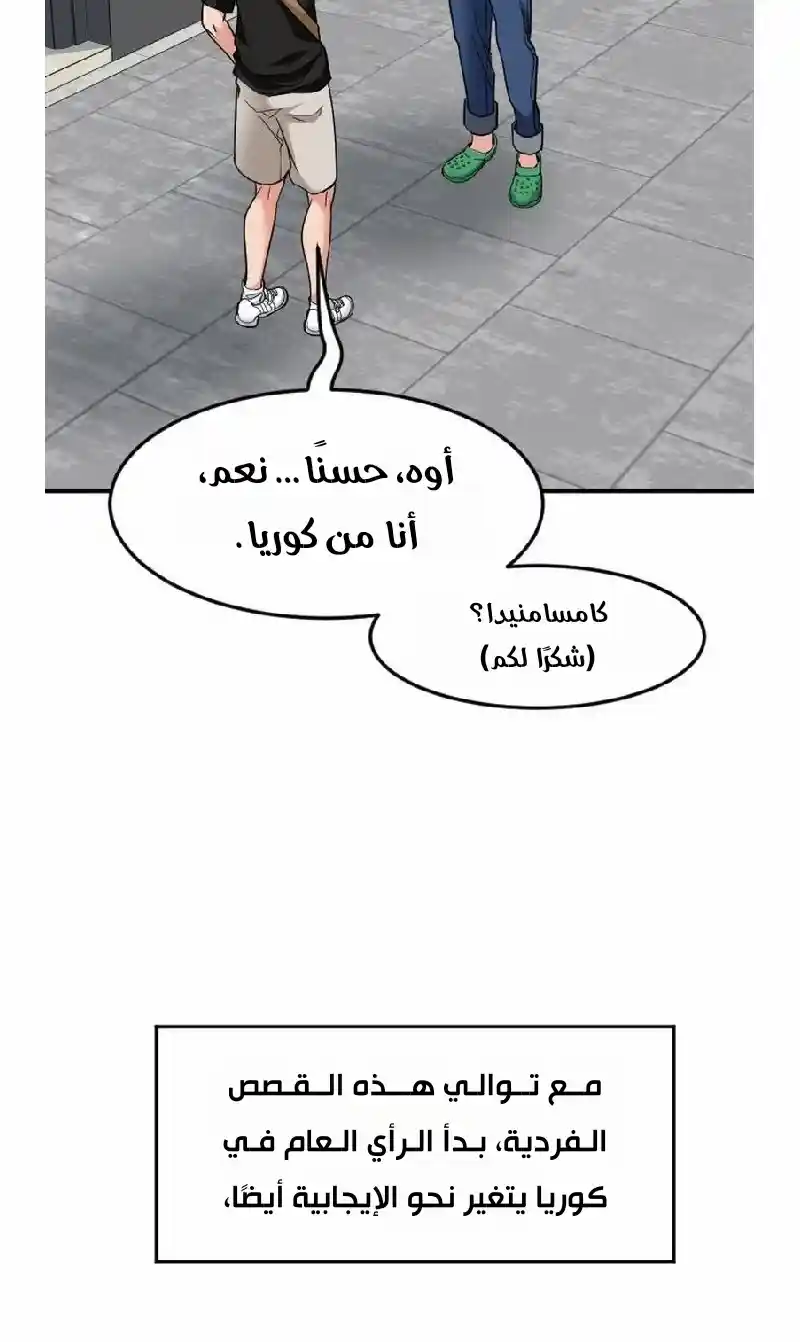 أوه، حسنًا ... نعم،
أنا من كوريا.
كامسامنيدا؟
(شكرًا لكم)
مـع تـوالـي هـذه الـقـصص
الـفردية، بـدأ الـرأي الـعام فـي
كوريا يتغير نحو الإيجابية أيضًا،